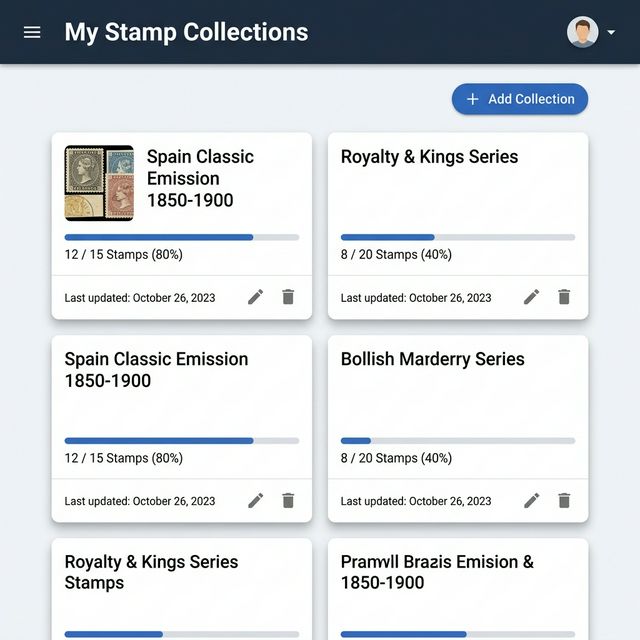 My Stamp Collections
+ Add Collection
Spain Classic
Emission
1850-1900
12 / 15 Stamps (80%)
Last updated: October 26, 2023
Royalty & Kings Series
8 / 20 Stamps (40%)
Last updated: October 26, 2023
Spain Classic Emission
1850-1900
12 / 15 Stamps (80%)
Last updated: October 26, 2023
Bollish Marderry Series
8 / 20 Stamps (40%)
Last updated: October 26, 2023
Royalty & Kings Series
Stamps
Pramvll Brazis Emision &
1850-1900